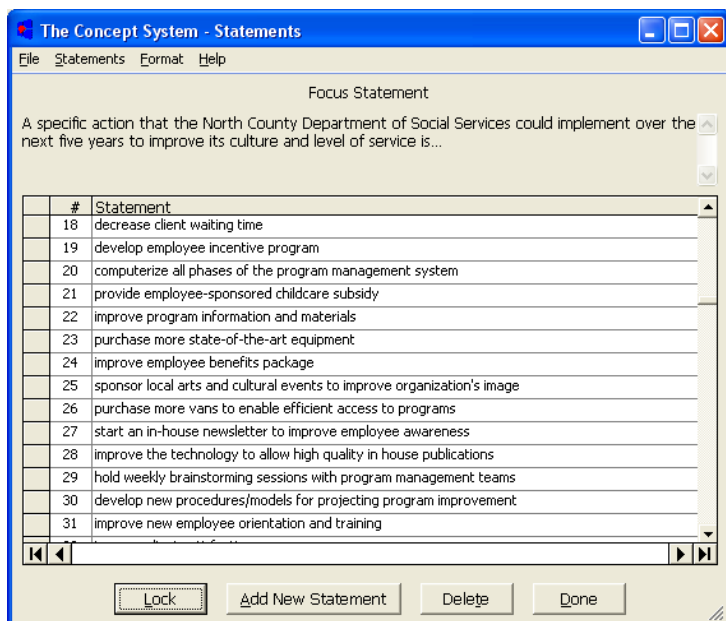 The Concept System - Statements
File Statements Format Help
Focus Statement
A specific action that the North County Department of Social Services could implement over the
next five years to improve its culture and level of service is...
# Statement
18 decrease client waiting time
19 develop employee incentive program
20 computerize all phases of the program management system
21 provide employee-sponsored childcare subsidy
22 improve program information and materials
23 purchase more state-of-the-art equipment
24 improve employee benefits package
25 sponsor local arts and cultural events to improve organization's image
26 purchase more vans to enable efficient access to programs
27 start an in-house newsletter to improve employee awareness
28 improve the technology to allow high quality in house publications
29 hold weekly brainstorming sessions with program management teams
30 develop new procedures/models for projecting program improvement
31 improve new employee orientation and training
Lock Add New Statement Delete Done